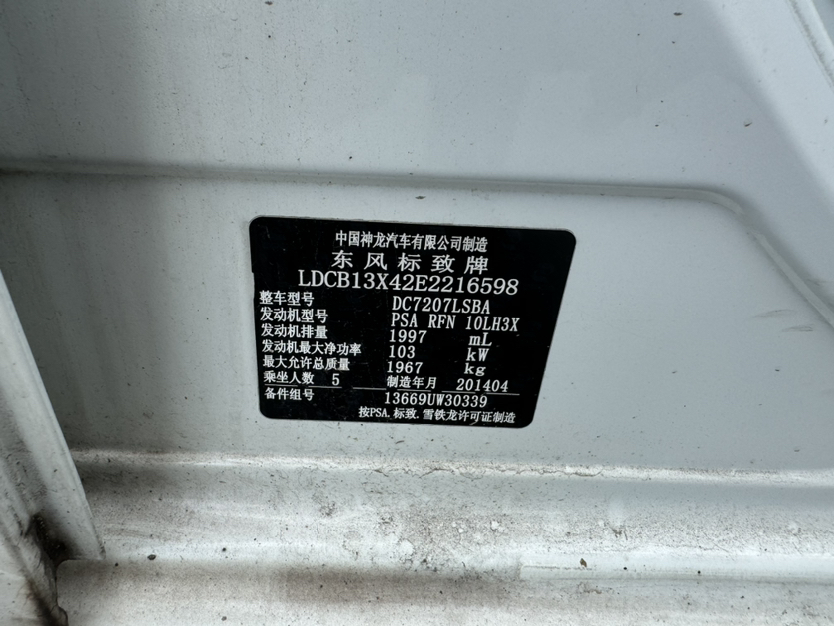 中国神龙汽车有限公司制造
东风标致牌
LDCB13X42E2216598
整车型号 DC7207LSBA
发动机型号 PSA RFN 10LH3X
发动机排量 1997 mL
发动机最大净功率 103 kW
最大允许总质量 1967 kg
乘坐人数 5 制造年月 201404
备件组号 13669UW30339
按PSA.标致.雪铁龙许可证制造